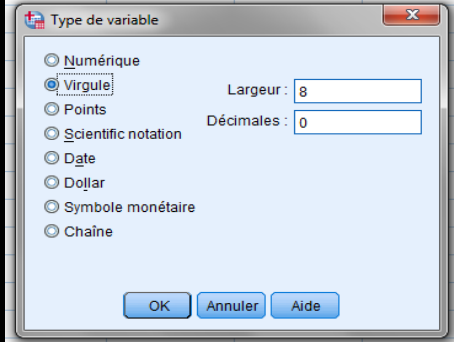 Type de variable
Numérique
Virgule
Points
Scientific notation
Date
Dollar
Symbole monétaire
Chaîne
Largeur : 8
Décimales : 0
OK Annuler Aide